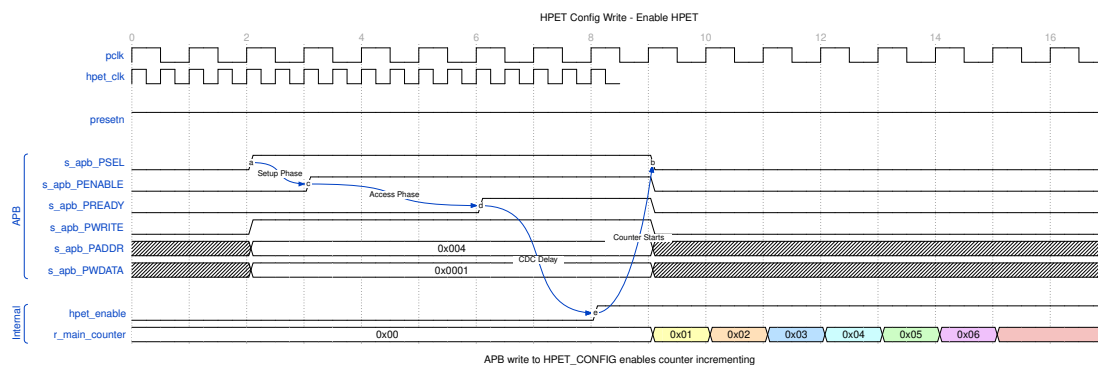 HPET Config Write - Enable HPET
0 2 4 6 8 10 12 14 16
pclk
hpet_clk
presetn
APB
s_apb_PSEL a b
Setup Phase
s_apb_PENABLE c
Access Phase
s_apb_PREADY d
s_apb_PWRITE
Counter Starts
s_apb_PADDR 0x004
CDC Delay
s_apb_PWDATA 0x0001
Internal
hpet_enable e
r_main_counter 0x00 0x01 0x02 0x03 0x04 0x05 0x06
APB write to HPET_CONFIG enables counter incrementing